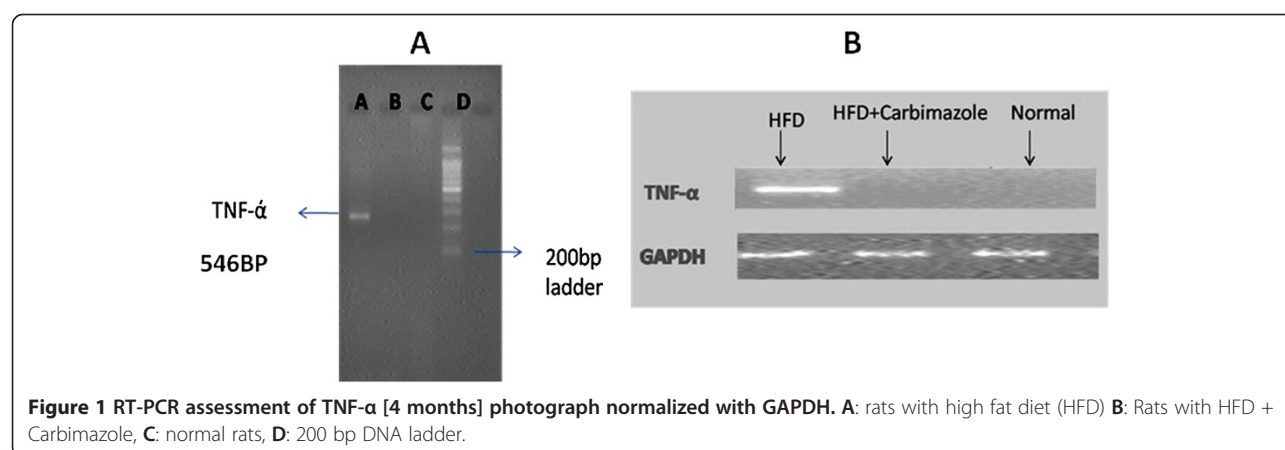 A
B
A B C D
TNF-ά
546BP
200bp
ladder
HFD
HFD+Carbimazole
Normal
TNF-α
GAPDH
Figure 1 RT-PCR assessment of TNF-α [4 months] photograph normalized with GAPDH. A: rats with high fat diet (HFD) B: Rats with HFD +
Carbimazole, C: normal rats, D: 200 bp DNA ladder.